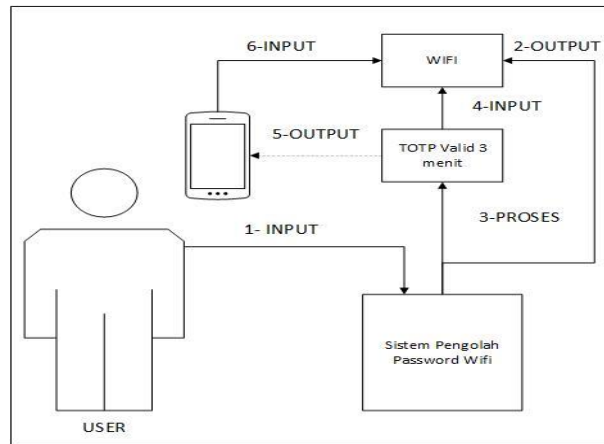 6-INPUT
WIFI
2-OUTPUT
4-INPUT
5-OUTPUT
TOTP Valid 3
menit
3-PROSES
1- INPUT
Sistem Pengolah
Password Wifi
USER